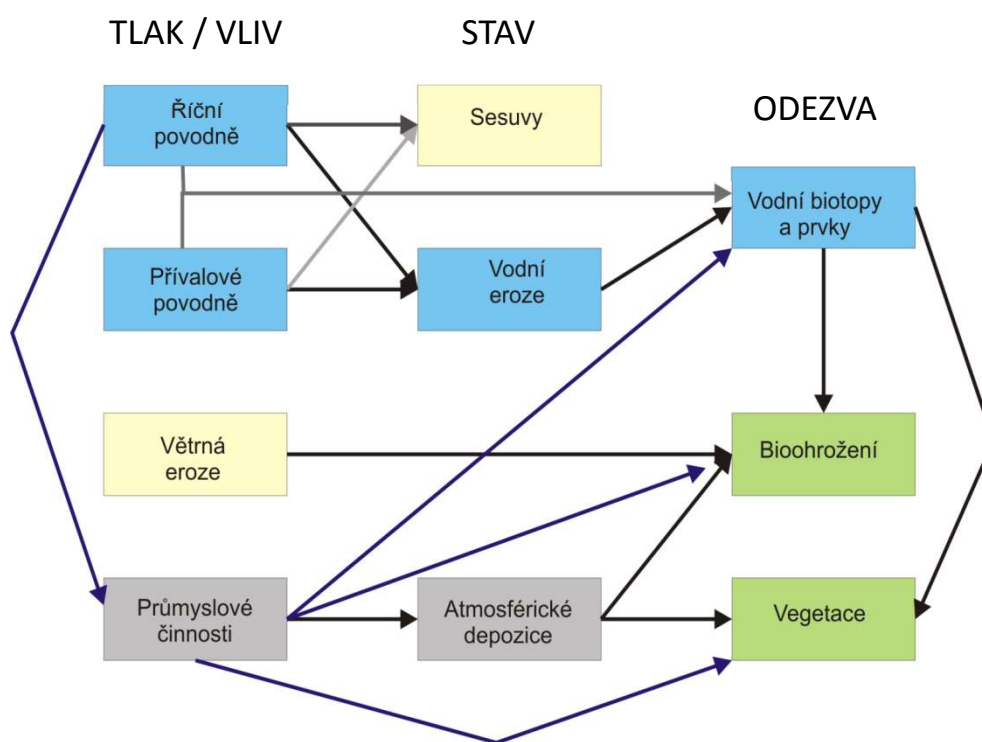 TLAK / VLIV
STAV
ODEZVA
Říční
povodně
Sesuvy
Vodní biotopy
a prvky
Přívalové
povodně
Vodní
eroze
Větrná
eroze
Bioohrožení
Průmyslové
činnosti
Atmosférické
depozice
Vegetace